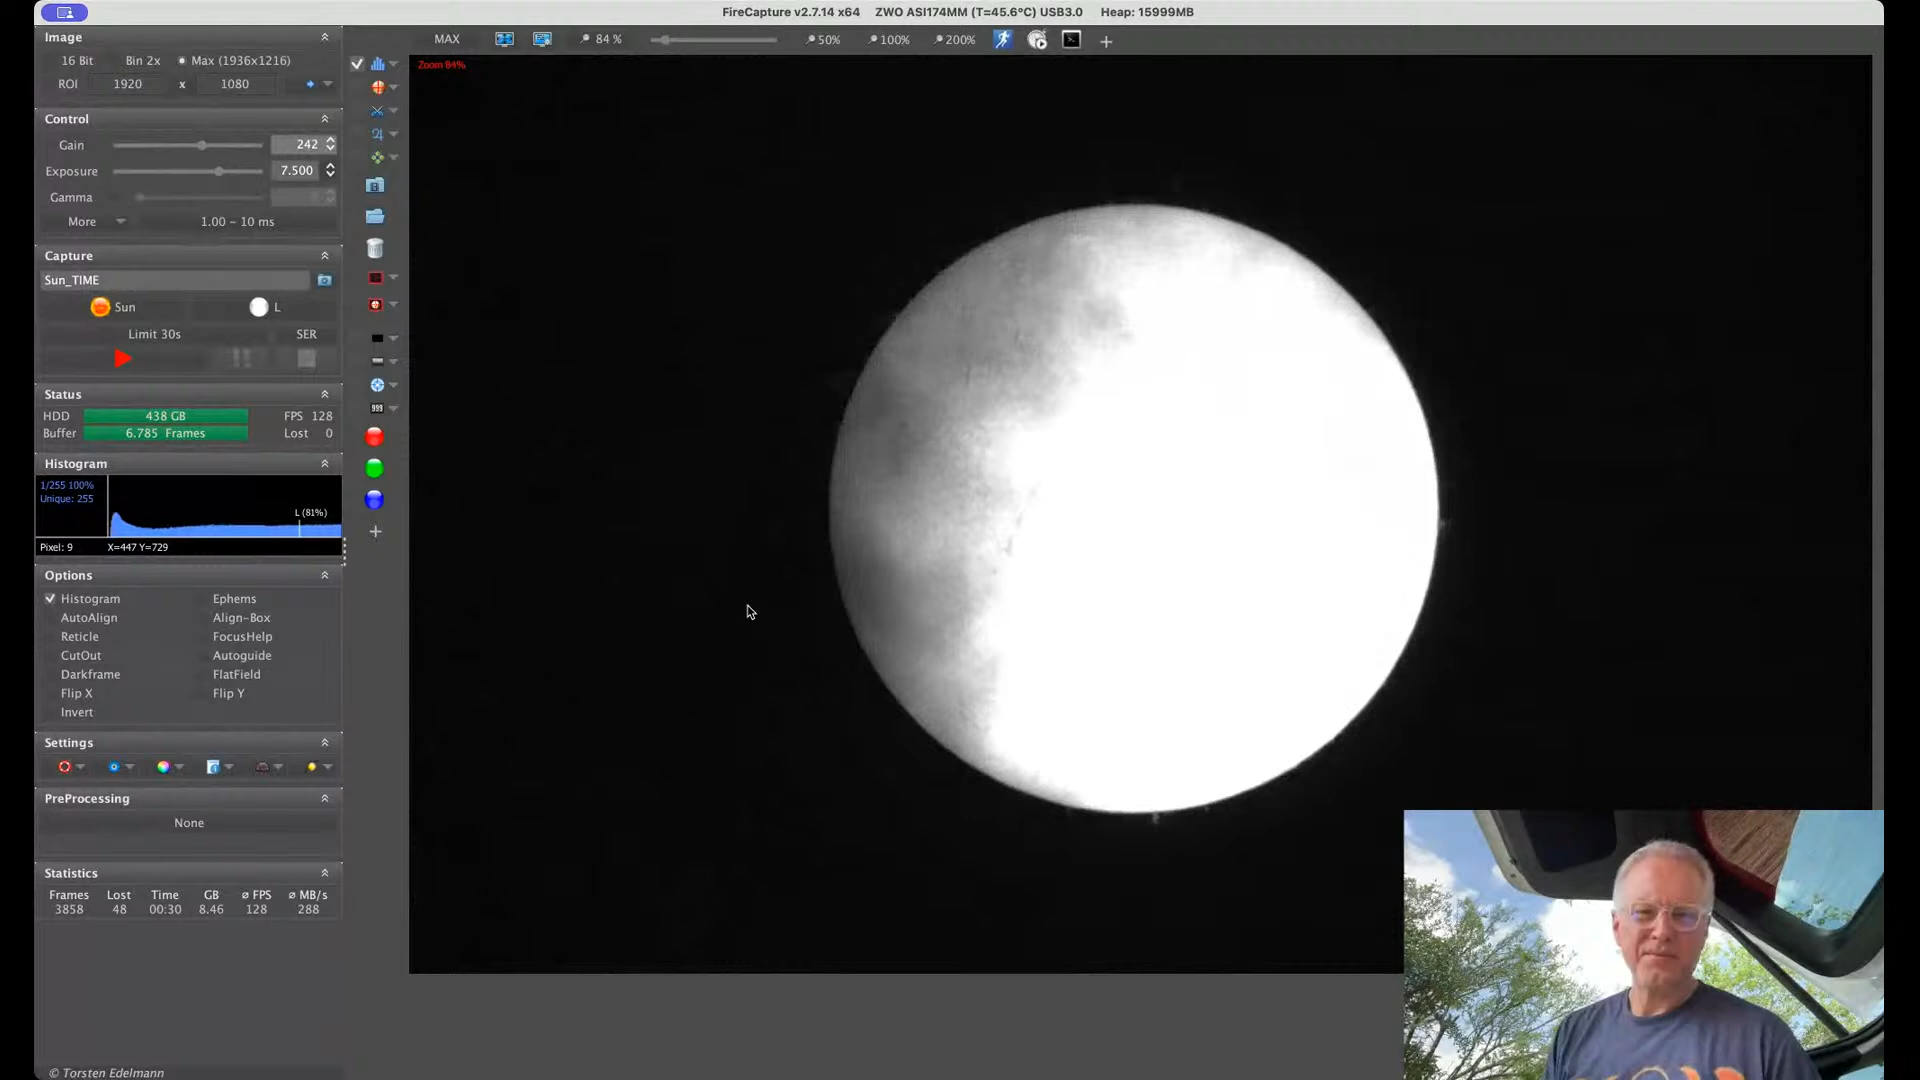 FireCapture v2.7.14 x64 ZWO ASI174MM (T=45.6°C) USB3.0 Heap: 15999MB
Image
MAX 84 % 50% 100% 200%
16 Bit Bin 2x Max (1936x1216)
Zoom 84%
ROI 1920 x 1080
Control
Gain 242
Exposure 7.500
Gamma
More 1.00 - 10 ms
Capture
Sun_TIME
Sun L
Limit 30s SER
Status
HDD 438 GB FPS 128
Buffer 6.785 Frames Lost 0
999
Histogram
1/255 100%
Unique: 255
L (81%)
Pixel: 9 X=447 Y=729
Options
Histogram Ephems
AutoAlign Align-Box
Reticle FocusHelp
CutOut Autoguide
Darkframe FlatField
Flip X Flip Y
Invert
Settings
PreProcessing
None
Statistics
Frames Lost Time GB ø FPS ø MB/s
3858 48 00:30 8.46 128 288
© Torsten Edelmann